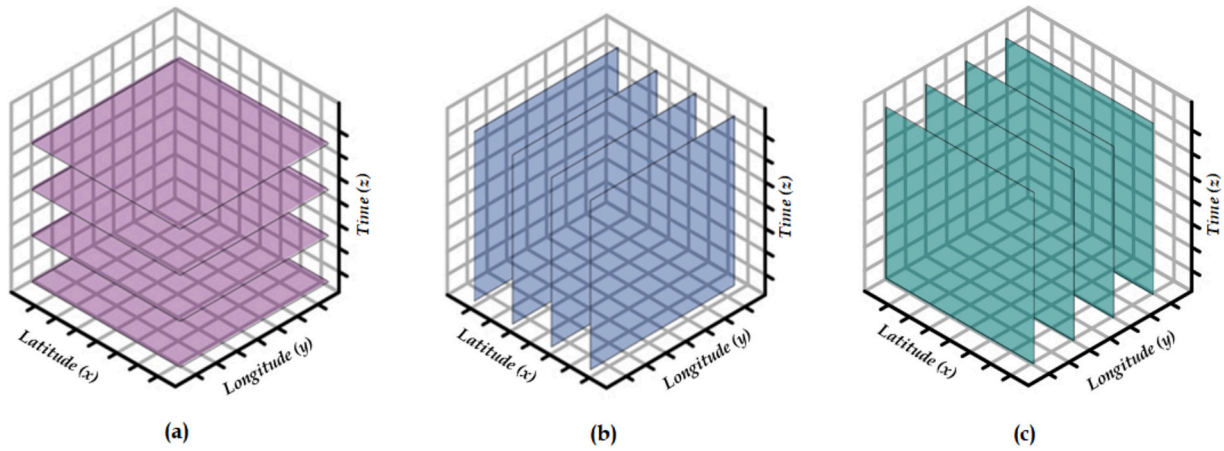 Latitude (x)
Longitude (y)
Time (z)
(a)
Latitude (x)
Longitude (y)
Time (z)
(b)
Latitude (x)
Longitude (y)
Time (z)
(c)